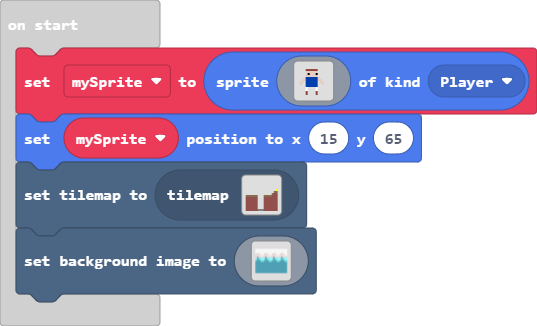 on start
set mySprite to sprite of kind Player
set mySprite position to x 15 y 65
set tilemap to tilemap
set background image to